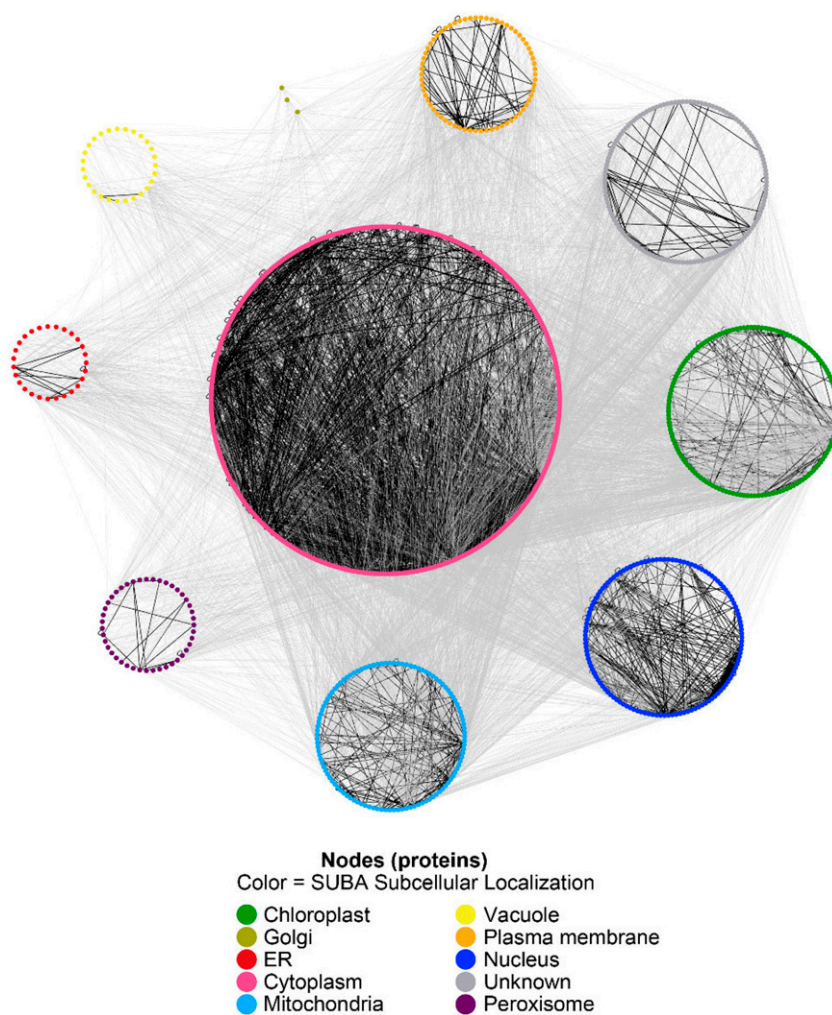 Nodes (proteins)
Color = SUBA Subcellular Localization
Chloroplast
Golgi
ER
Cytoplasm
Mitochondria
Vacuole
Plasma membrane
Nucleus
Unknown
Peroxisome